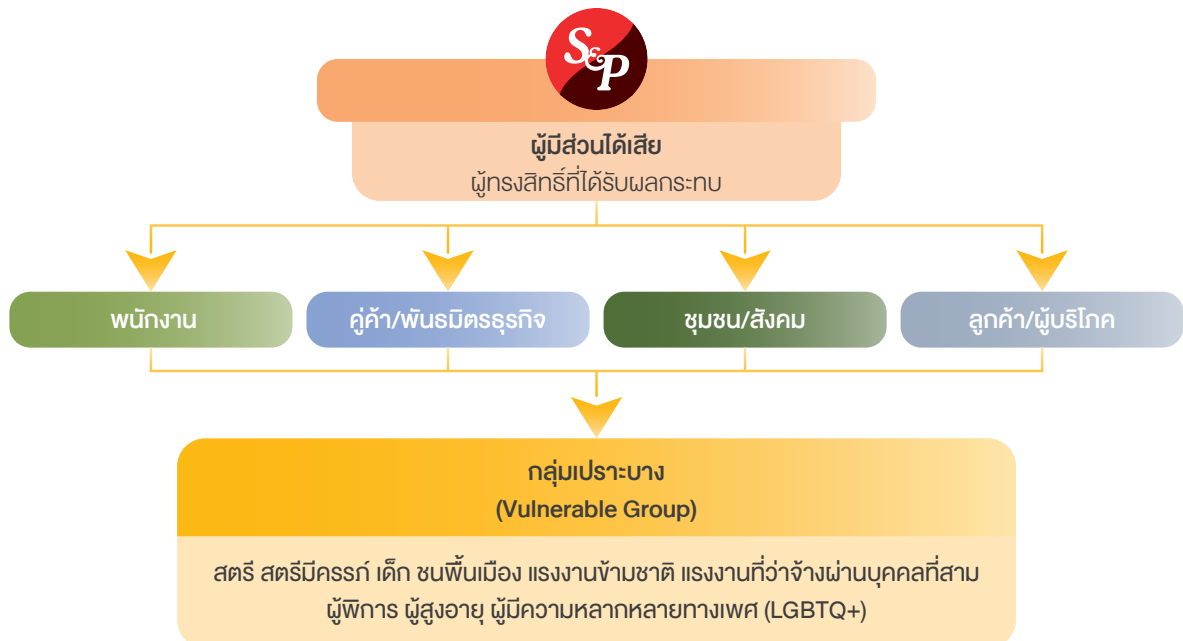 S&P
ผู้มีส่วนได้เสีย
ผู้ทรงสิทธิ์ที่ได้รับผลกระทบ
พนักงาน
คู่ค้า/พันธมิตรธุรกิจ
ชุมชน/สังคม
ลูกค้า/ผู้บริโภค
กลุ่มเปราะบาง
(Vulnerable Group)
สตรี สตรีมีครรภ์ เด็ก ชนพื้นเมือง แรงงานข้ามชาติ แรงงานที่ว่าจ้างผ่านบุคคลที่สาม
ผู้พิการ ผู้สูงอายุ ผู้มีความหลากหลายทางเพศ (LGBTQ+)